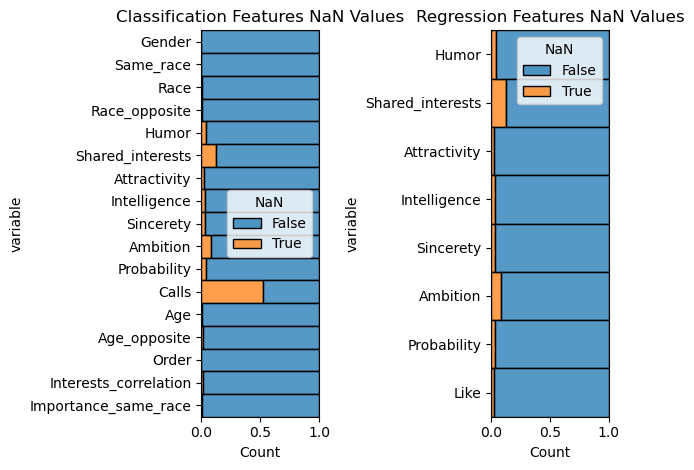 Classification Features NaN Values
Gender
Same_race
Race
Race_opposite
Humor
Shared_interests
Attractivity
Intelligence
Sincerety
Ambition
Probability
Calls
Age
Age_opposite
Order
Interests_correlation
Importance_same_race
variable
NaN
False
True
0.0 0.5 1.0
Count
Regression Features NaN Values
Humor
Shared_interests
Attractivity
Intelligence
Sincerety
Ambition
Probability
Like
variable
NaN
False
True
0.0 0.5 1.0
Count